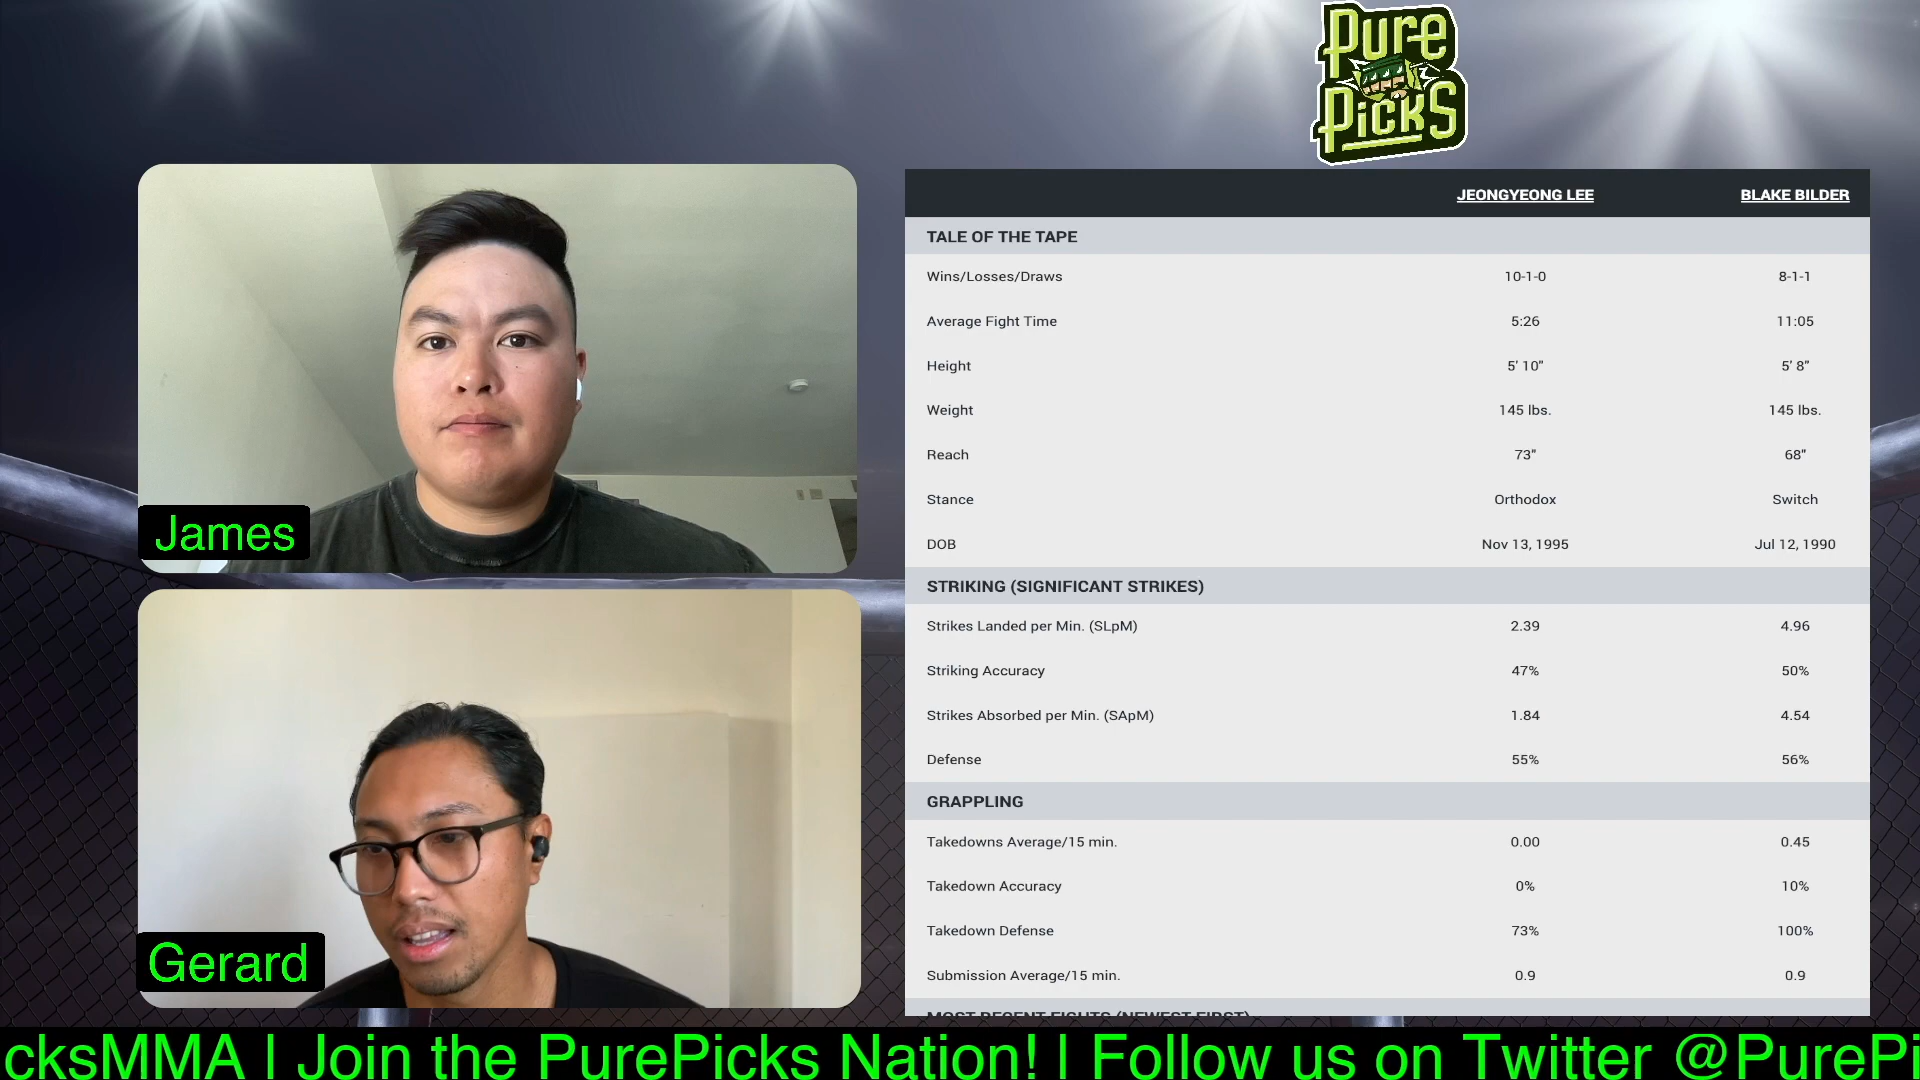 Pure
Picks
James
Gerard
JEONGYEONG LEE BLAKE BILDER
TALE OF THE TAPE
Wins/Losses/Draws 10-1-0 8-1-1
Average Fight Time 5:26 11:05
Height 5' 10" 5' 8"
Weight 145 lbs. 145 lbs.
Reach 73" 68"
Stance Orthodox Switch
DOB Nov 13, 1995 Jul 12, 1990
STRIKING (SIGNIFICANT STRIKES)
Strikes Landed per Min. (SLpM) 2.39 4.96
Striking Accuracy 47% 50%
Strikes Absorbed per Min. (SApM) 1.84 4.54
Defense 55% 56%
GRAPPLING
Takedowns Average/15 min. 0.00 0.45
Takedown Accuracy 0% 10%
Takedown Defense 73% 100%
Submission Average/15 min. 0.9 0.9
MOST RECENT FIGHTS (NEWEST FIRST)
cksMMA | Join the PurePicks Nation! | Follow us on Twitter @PurePi